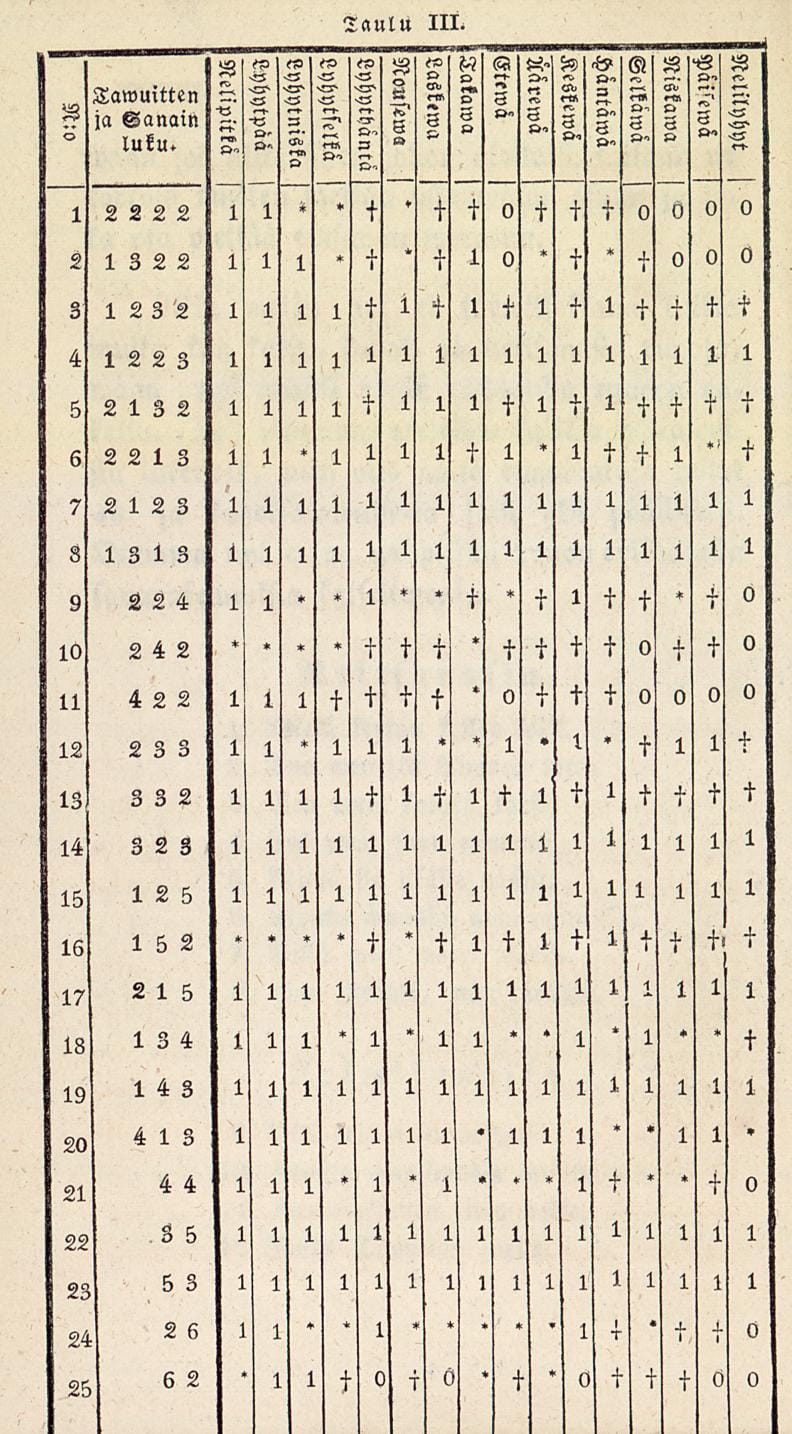 Taulu III.
N:o Tawuitten ja Sanain luku. Nelipittä Lyhytpää Lyhytniska Lyhytselkä Lyhythäntä Nousewa Laskewa Tasawa Etewä Kärewä Keskewä Häntäwä Selkäwä Niskawa Päisewä Nelilyhyt
1 2 2 2 2 1 1 * * † * † † 0 † † † 0 0 0 0
2 1 3 2 2 1 1 1 * † * † 1 0 * † * † 0 0 0
3 1 2 3 2 1 1 1 1 † 1 † 1 † 1 † 1 † † † †
4 1 2 2 3 1 1 1 1 1 1 1 1 1 1 1 1 1 1 1 1
5 2 1 3 2 1 1 1 1 † 1 1 1 † 1 † 1 † † † †
6 2 2 1 3 1 1 * 1 1 1 1 † 1 * 1 † † 1 * †
7 2 1 2 3 1 1 1 1 1 1 1 1 1 1 1 1 1 1 1 1
8 1 3 1 3 1 1 1 1 1 1 1 1 1 1 1 1 1 1 1 1
9 2 2 4 1 1 * * 1 * * † * † 1 † † * † 0
10 2 4 2 * * * * † † † * † † † † 0 † † 0
11 4 2 2 1 1 1 † † † † * 0 † † † 0 0 0 0
12 2 3 3 1 1 * 1 1 1 * * 1 * 1 * † 1 1 †
13 3 3 2 1 1 1 1 † 1 † 1 † 1 † 1 † † † †
14 3 2 3 1 1 1 1 1 1 1 1 1 1 1 1 1 1 1 1
15 1 2 5 1 1 1 1 1 1 1 1 1 1 1 1 1 1 1 1
16 1 5 2 * * * * † * † 1 † 1 † 1 † † † †
17 2 1 5 1 1 1 1 1 1 1 1 1 1 1 1 1 1 1 1
18 1 3 4 1 1 1 * 1 * 1 1 * * 1 * 1 * * †
19 1 4 3 1 1 1 1 1 1 1 1 1 1 1 1 1 1 1 1
20 4 1 3 1 1 1 1 1 1 1 * 1 1 1 * * 1 1 *
21 4 4 1 1 1 * 1 * 1 * * * 1 † * * † 0
22 3 5 1 1 1 1 1 1 1 1 1 1 1 1 1 1 1 1
23 5 3 1 1 1 1 1 1 1 1 1 1 1 1 1 1 1 1
24 2 6 1 1 * * 1 * * * * * 1 † * † † 0
25 6 2 * 1 1 † 0 † 0 * † * 0 † † † 0 0